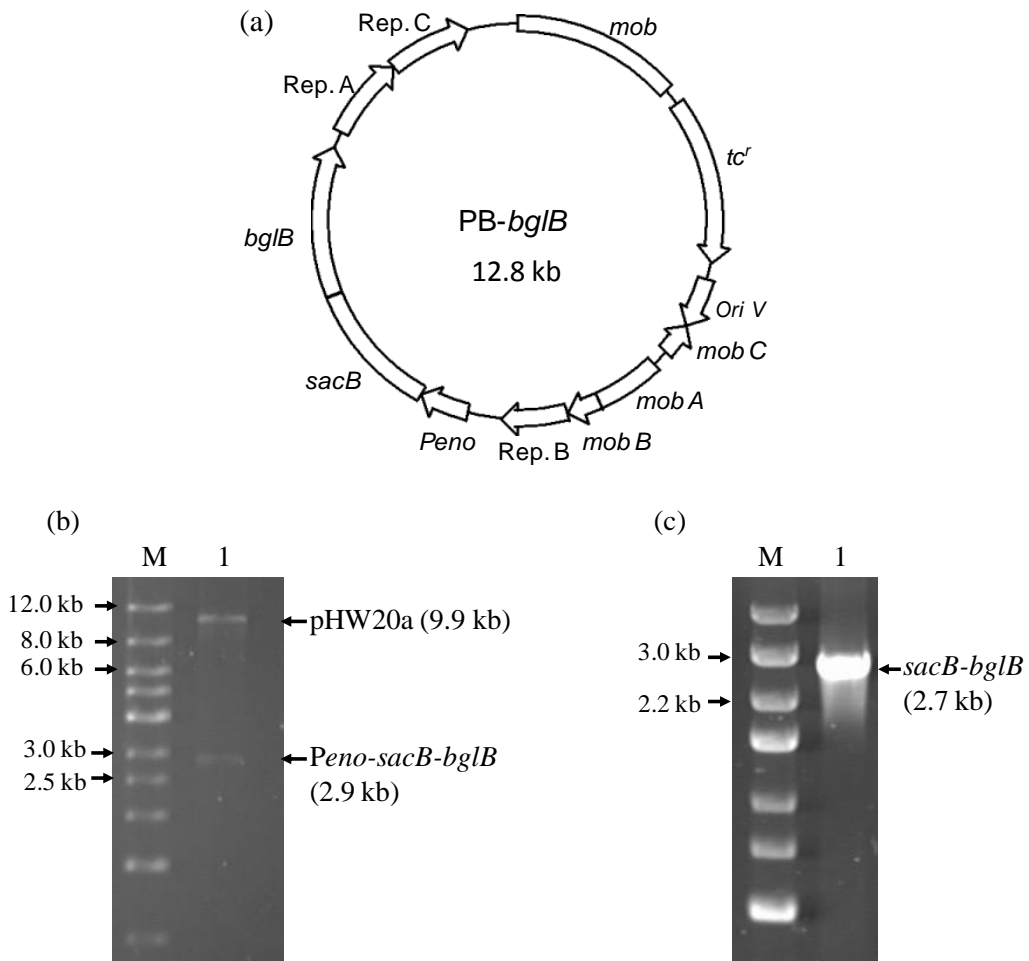 (a)
Rep. C
mob
Rep. A
tcʳ
bglB
PB-bglB
12.8 kb
Ori V
mob C
sacB
mob A
Peno
Rep. B
mob B
(b)
M 1
12.0 kb
8.0 kb
6.0 kb
3.0 kb
2.5 kb
pHW20a (9.9 kb)
Peno-sacB-bglB
(2.9 kb)
(c)
M 1
3.0 kb
2.2 kb
sacB-bglB
(2.7 kb)